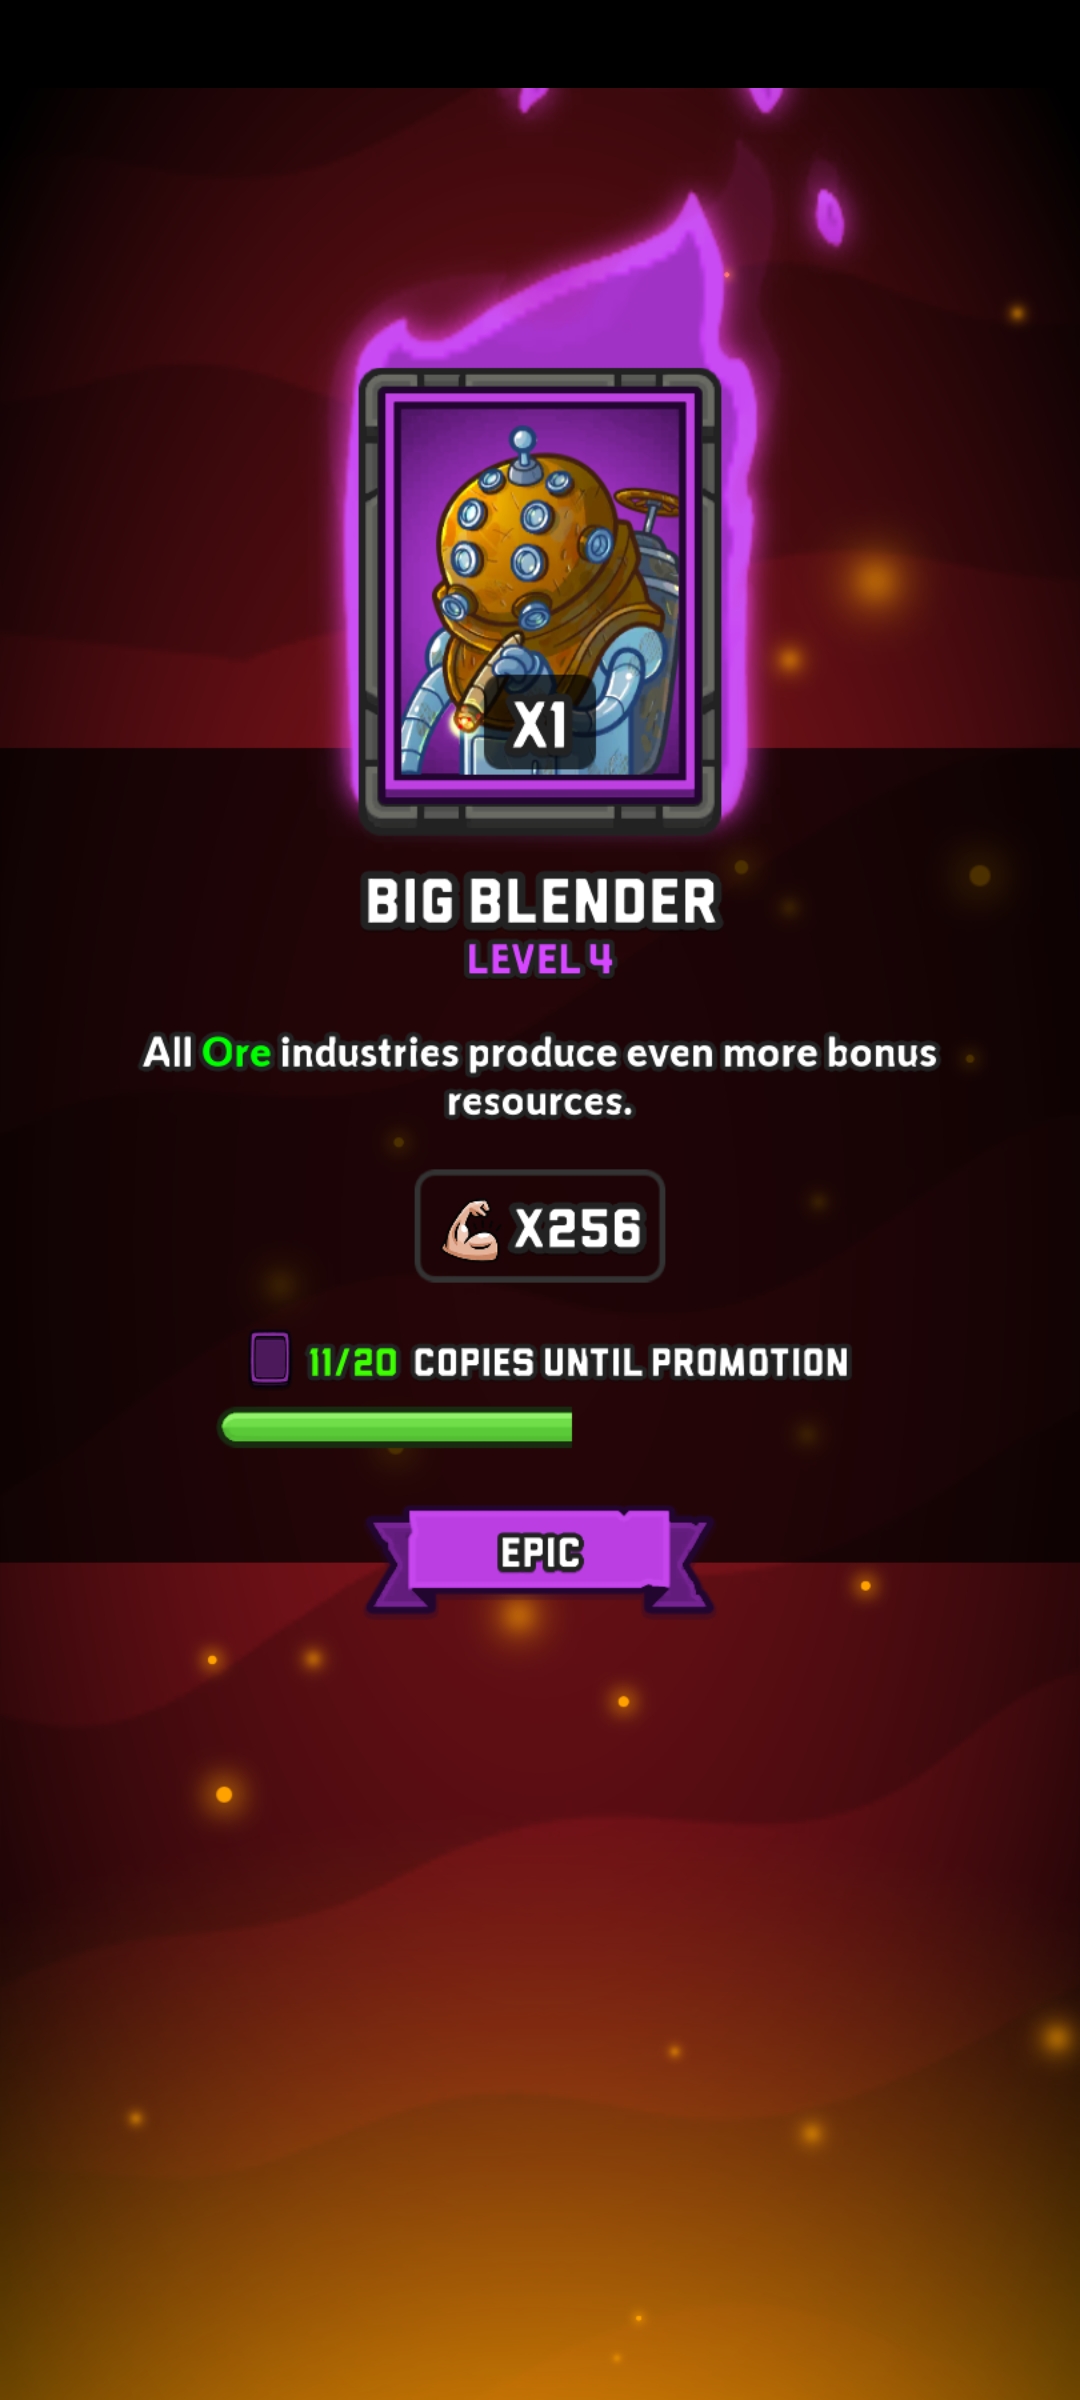 X1
BIG BLENDER
LEVEL 4
All Ore industries produce even more bonus
resources.
X256
11/20 COPIES UNTIL PROMOTION
EPIC